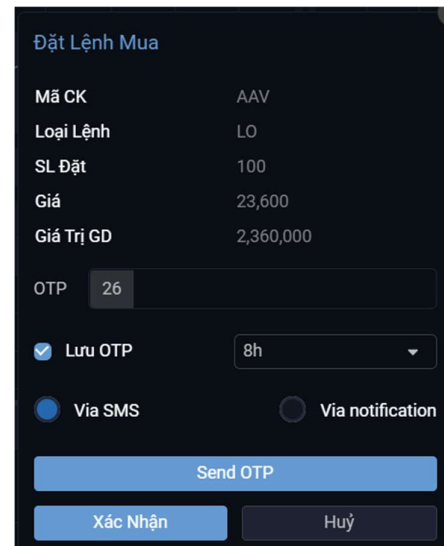 Đặt Lệnh Mua
Mã CK AAV
Loại Lệnh LO
SL Đặt 100
Giá 23,600
Giá Trị GD 2,360,000
OTP 26
Lưu OTP 8h
Via SMS Via notification
Send OTP
Xác Nhận Huỷ